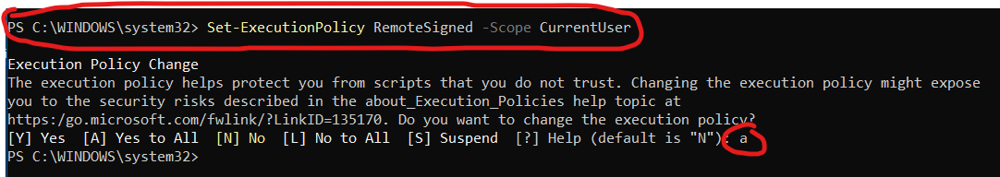 PS C:\WINDOWS\system32> Set-ExecutionPolicy RemoteSigned -Scope CurrentUser
Execution Policy Change
The execution policy helps protect you from scripts that you do not trust. Changing the execution policy might expose
you to the security risks described in the about_Execution_Policies help topic at
https:/go.microsoft.com/fwlink/?LinkID=135170. Do you want to change the execution policy?
[Y] Yes  [A] Yes to All  [N] No  [L] No to All  [S] Suspend  [?] Help (default is "N"): a
PS C:\WINDOWS\system32>